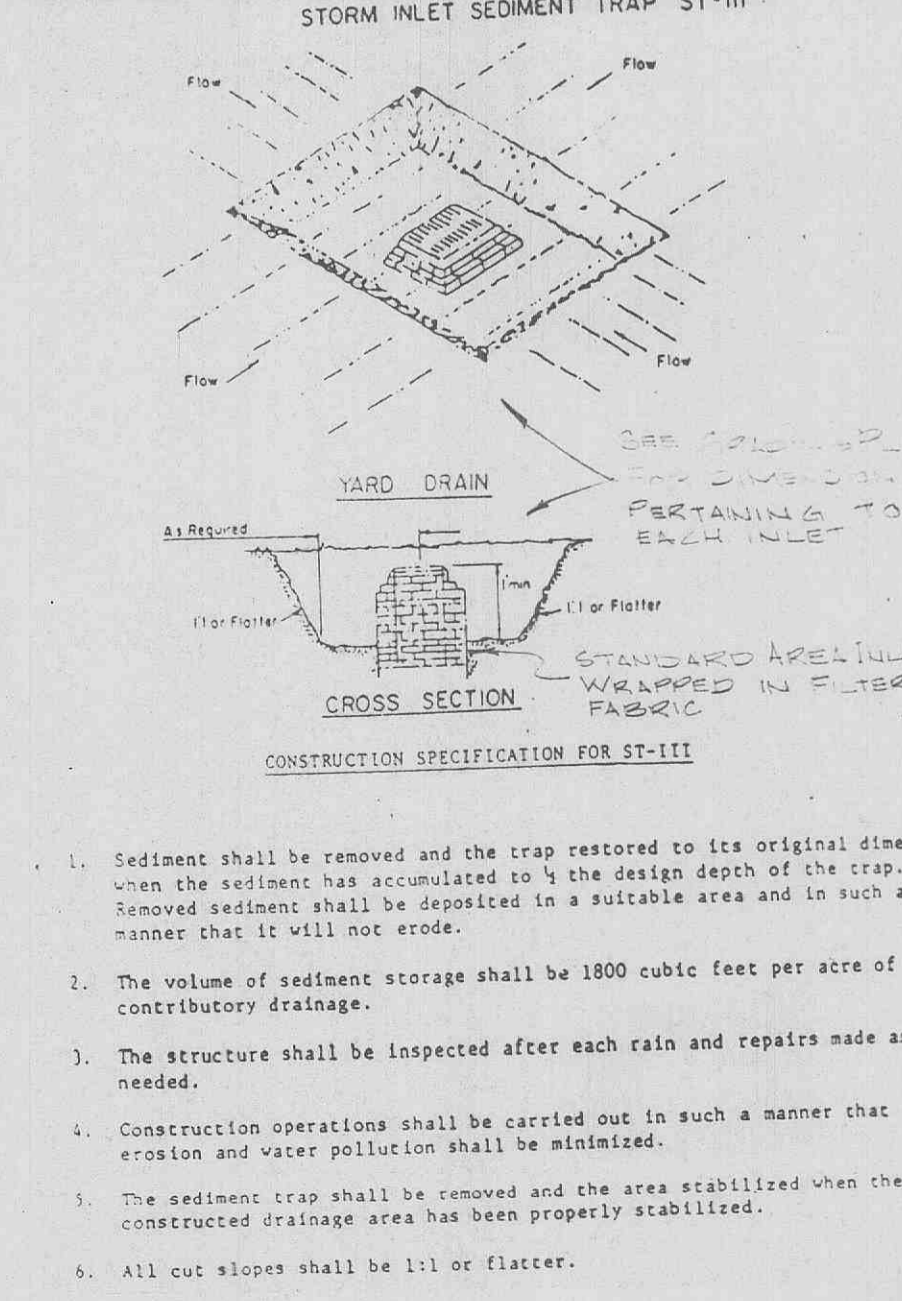 STORM INLET SEDIMENT TRAP ST-III
Flow
Flow
Flow
Flow
YARD DRAIN
SEE
FOR DIMENSION
PERTAINING TO
EACH INLET
As Required
1' min
1:1 or Flatter
1:1 or Flatter
STANDARD AREA INL
WRAPPED IN FILTER
FABRIC
CROSS SECTION
CONSTRUCTION SPECIFICATION FOR ST-III
1. Sediment shall be removed and the trap restored to its original dime
when the sediment has accumulated to ½ the design depth of the trap.
Removed sediment shall be deposited in a suitable area and in such a
manner that it will not erode.
2. The volume of sediment storage shall be 1800 cubic feet per acre of
contributory drainage.
3. The structure shall be inspected after each rain and repairs made as
needed.
4. Construction operations shall be carried out in such a manner that
erosion and water pollution shall be minimized.
5. The sediment trap shall be removed and the area stabilized when the
constructed drainage area has been properly stabilized.
6. All cut slopes shall be 1:1 or flatter.